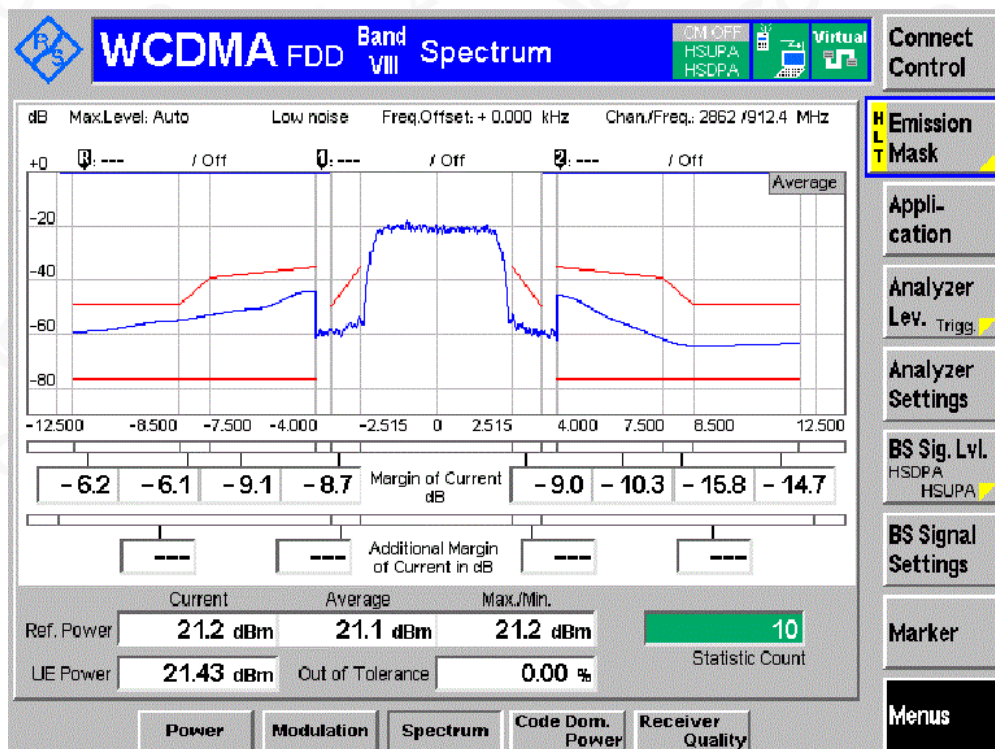 R/S
WCDMA FDD Band VIII Spectrum
CM OFF
HSUPA
HSDPA
Virtual
Connect Control
dB Max.Level: Auto Low noise Freq.Offset: + 0.000 kHz Chan./Freq.: 2862 /912.4 MHz
HLT Emission Mask
+0 R: --- / Off 1: --- / Off 2: --- / Off
Average
-20
-40
-60
-80
-12.500 -8.500 -7.500 -4.000 -2.515 0 2.515 4.000 7.500 8.500 12.500
Appli-
cation
Analyzer
Lev. Trigg.
Analyzer
Settings
- 6.2 - 6.1 - 9.1 - 8.7 Margin of Current dB - 9.0 - 10.3 - 15.8 - 14.7
BS Sig. Lvl.
HSDPA
HSUPA
--- --- Additional Margin of Current in dB --- ---
BS Signal
Settings
Current Average Max./Min.
Ref. Power 21.2 dBm 21.1 dBm 21.2 dBm 10
Statistic Count
UE Power 21.43 dBm Out of Tolerance 0.00 %
Marker
Menus
Power Modulation Spectrum Code Dom. Power Receiver Quality